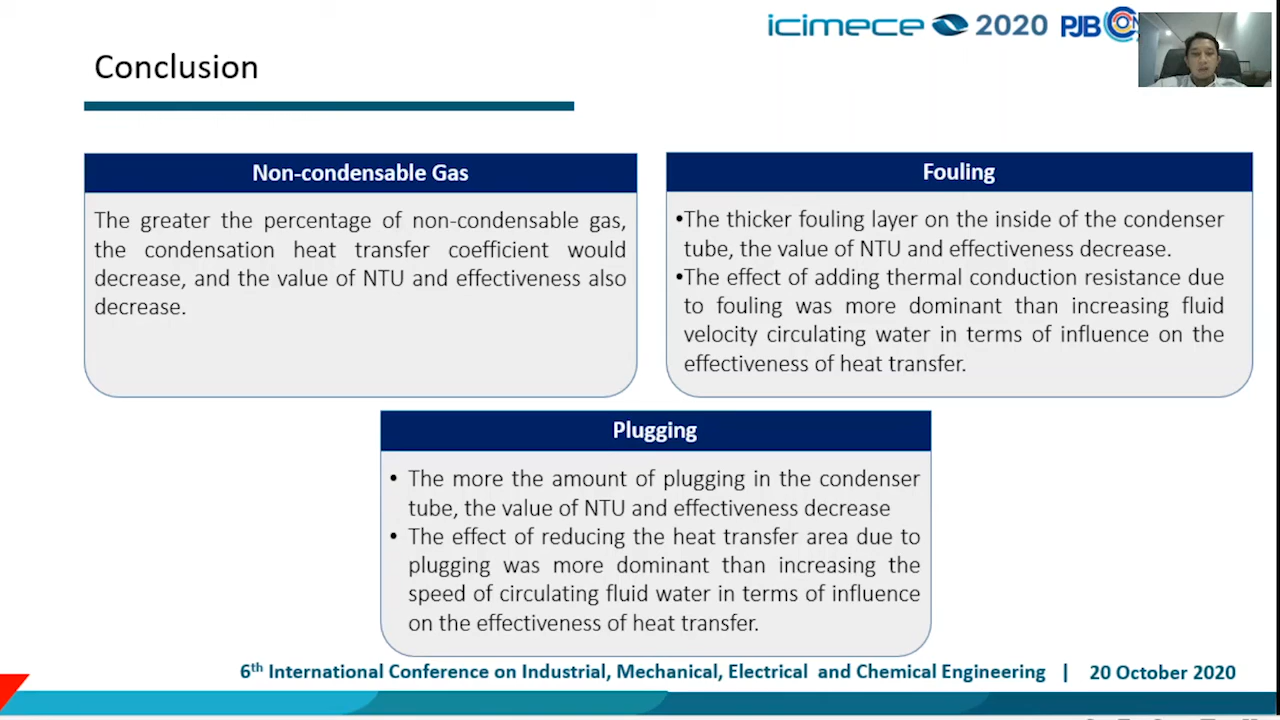 icimece 2020 PJB
Conclusion
Non-condensable Gas
The greater the percentage of non-condensable gas,
the condensation heat transfer coefficient would
decrease, and the value of NTU and effectiveness also
decrease.
Fouling
•The thicker fouling layer on the inside of the condenser
tube, the value of NTU and effectiveness decrease.
•The effect of adding thermal conduction resistance due
to fouling was more dominant than increasing fluid
velocity circulating water in terms of influence on the
effectiveness of heat transfer.
Plugging
• The more the amount of plugging in the condenser
tube, the value of NTU and effectiveness decrease
• The effect of reducing the heat transfer area due to
plugging was more dominant than increasing the
speed of circulating fluid water in terms of influence
on the effectiveness of heat transfer.
6th International Conference on Industrial, Mechanical, Electrical and Chemical Engineering | 20 October 2020